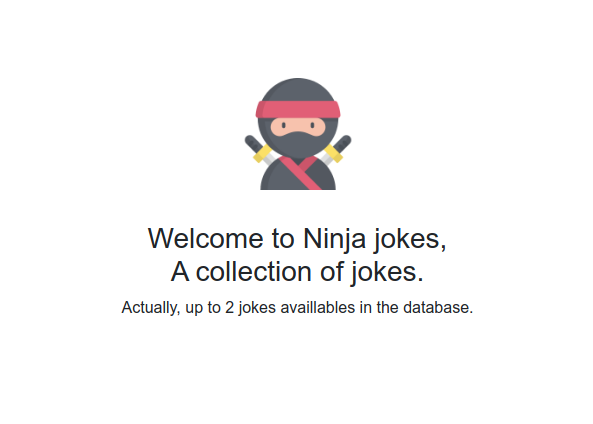 Welcome to Ninja jokes,
A collection of jokes.
Actually, up to 2 jokes availlables in the database.